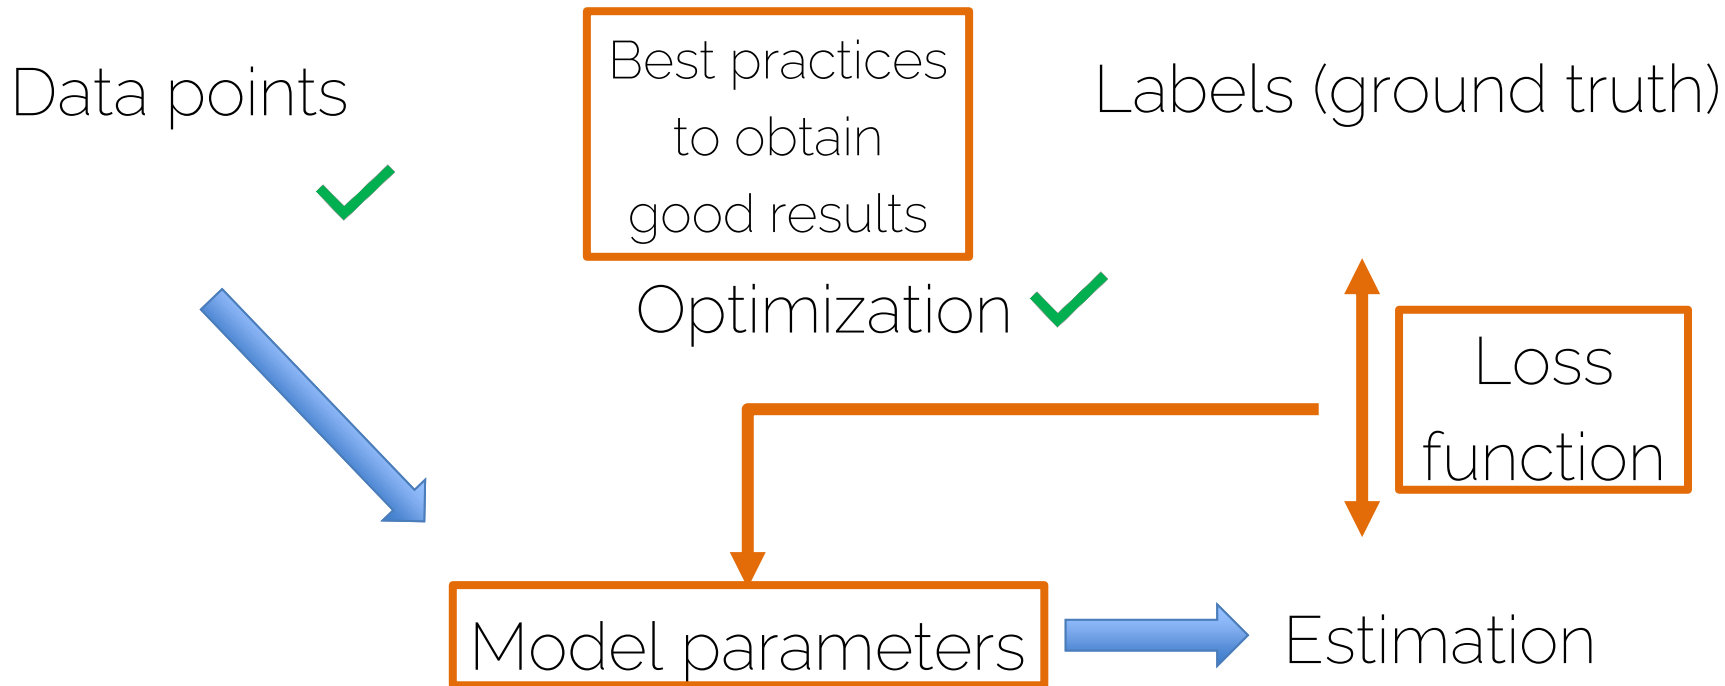 Data points
Best practices
to obtain
good results
Labels (ground truth)
Optimization
Loss
function
Model parameters
Estimation